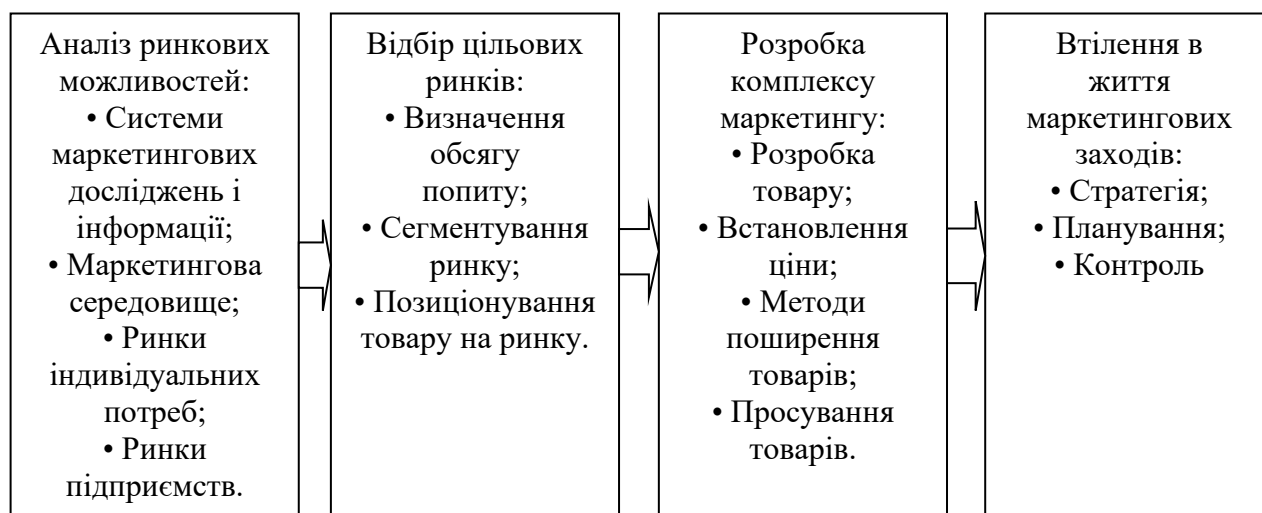 Аналіз ринкових
можливостей:
• Системи
маркетингових
досліджень і
інформації;
• Маркетингова
середовище;
• Ринки
індивідуальних
потреб;
• Ринки
підприємств.
Відбір цільових
ринків:
• Визначення
обсягу
попиту;
• Сегментування
ринку;
• Позиціонування
товару на ринку.
Розробка
комплексу
маркетингу:
• Розробка
товару;
• Встановлення
ціни;
• Методи
поширення
товарів;
• Просування
товарів.
Втілення в
життя
маркетингових
заходів:
• Стратегія;
• Планування;
• Контроль